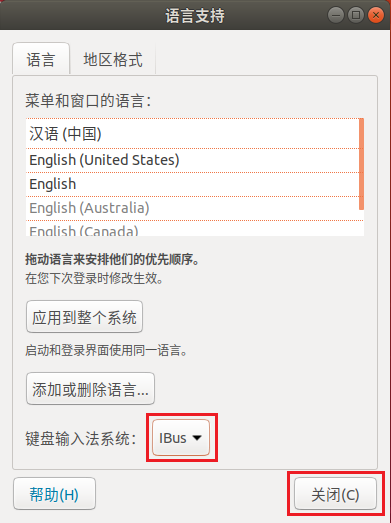 语言支持
语言 地区格式
菜单和窗口的语言：
汉语 (中国)
English (United States)
English
English (Australia)
English (Canada)
拖动语言来安排他们的优先顺序。
在您下次登录时修改生效。
应用到整个系统
启动和登录界面使用同一语言。
添加或删除语言...
键盘输入法系统： IBus
帮助(H) 关闭(C)